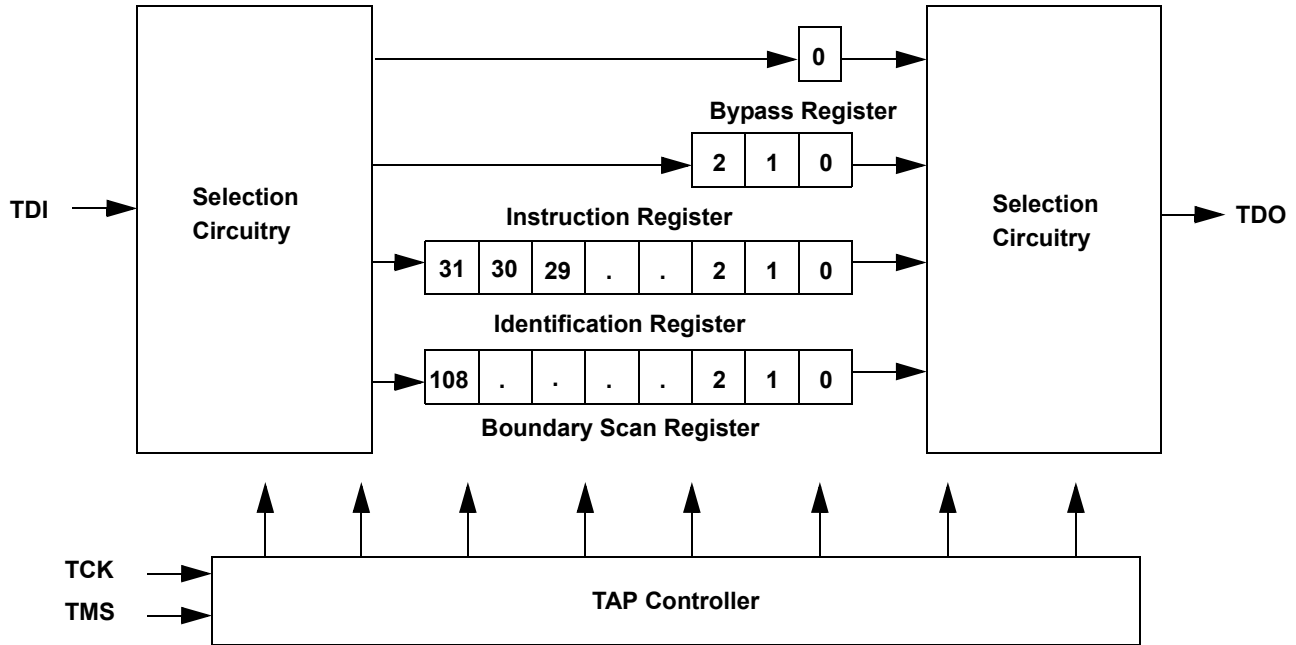 0
Bypass Register
2 1 0
Selection
Circuitry
TDI
Selection
Circuitry
TDO
Instruction Register
31 30 29 . . 2 1 0
Identification Register
108 . . . . 2 1 0
Boundary Scan Register
TCK
TMS
TAP Controller